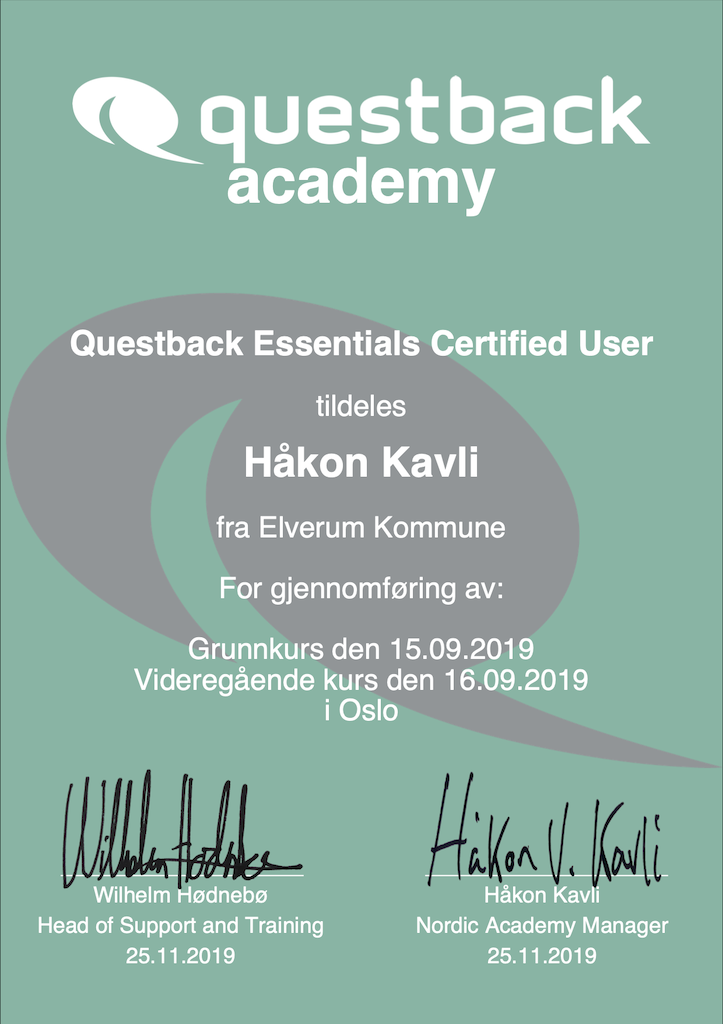 questback
academy
Questback Essentials Certified User
tildeles
Håkon Kavli
fra Elverum Kommune
For gjennomføring av:
Grunnkurs den 15.09.2019
Videregående kurs den 16.09.2019
i Oslo
Wilhelm Hødnebø
Håkon V. Kavli
Wilhelm Hødnebø
Head of Support and Training
25.11.2019
Håkon Kavli
Nordic Academy Manager
25.11.2019